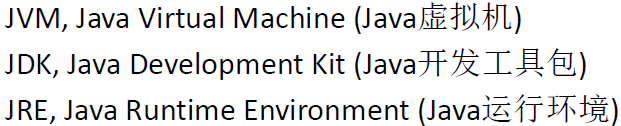 JVM, Java Virtual Machine (Java虚拟机)
JDK, Java Development Kit (Java开发工具包)
JRE, Java Runtime Environment (Java运行环境)